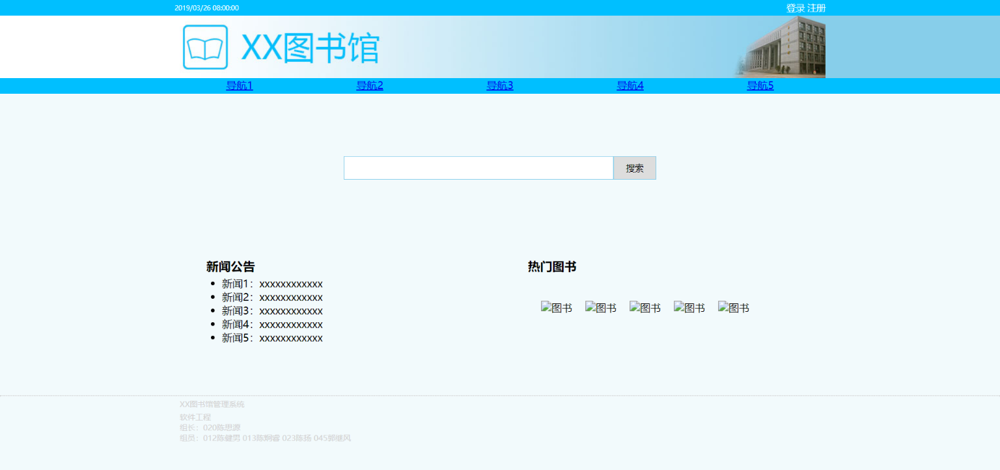 2019/03/26 08:00:00
登录 注册
XX图书馆
导航1 导航2 导航3 导航4 导航5
搜索
新闻公告
新闻1：xxxxxxxxxxxx
新闻2：xxxxxxxxxxxx
新闻3：xxxxxxxxxxxx
新闻4：xxxxxxxxxxxx
新闻5：xxxxxxxxxxxx
热门图书
图书 图书 图书 图书 图书
XX图书馆管理系统
软件工程
组长：020陈思源
组员：012陈健男 013陈炯睿 023陈扬 045郭继风